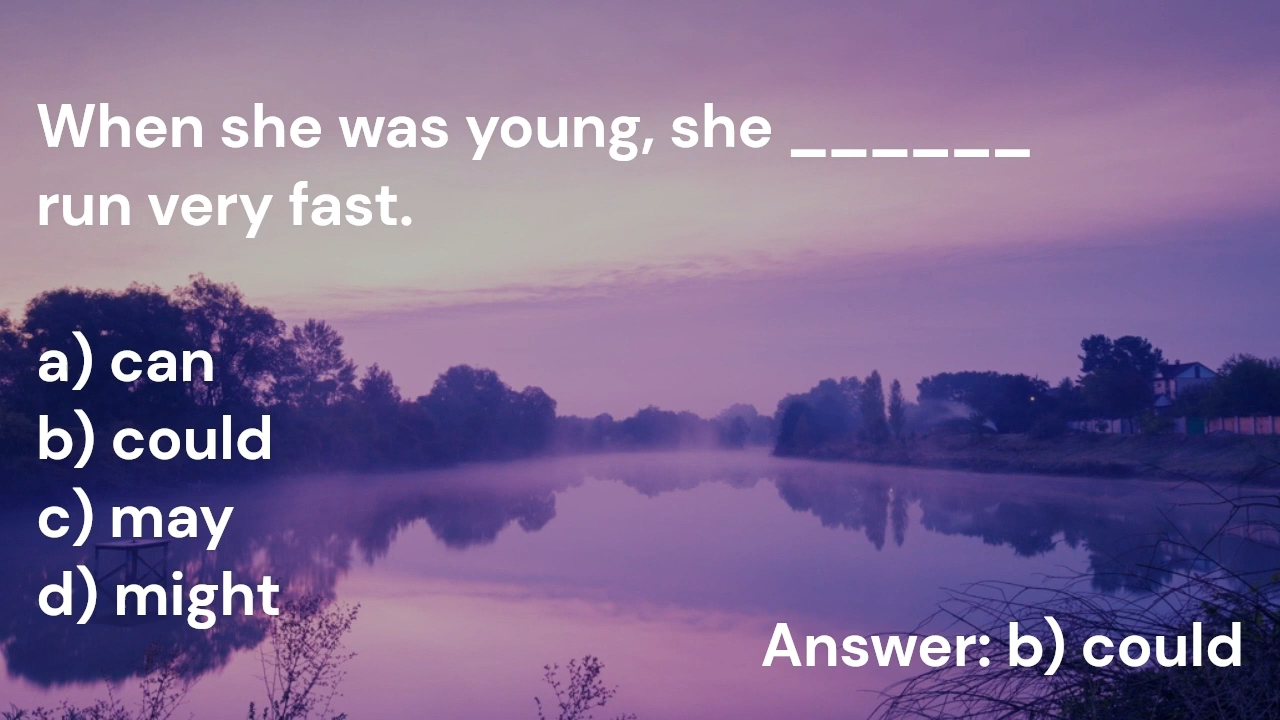 When she was young, she ______
run very fast.
a) can
b) could
c) may
d) might
Answer: b) could